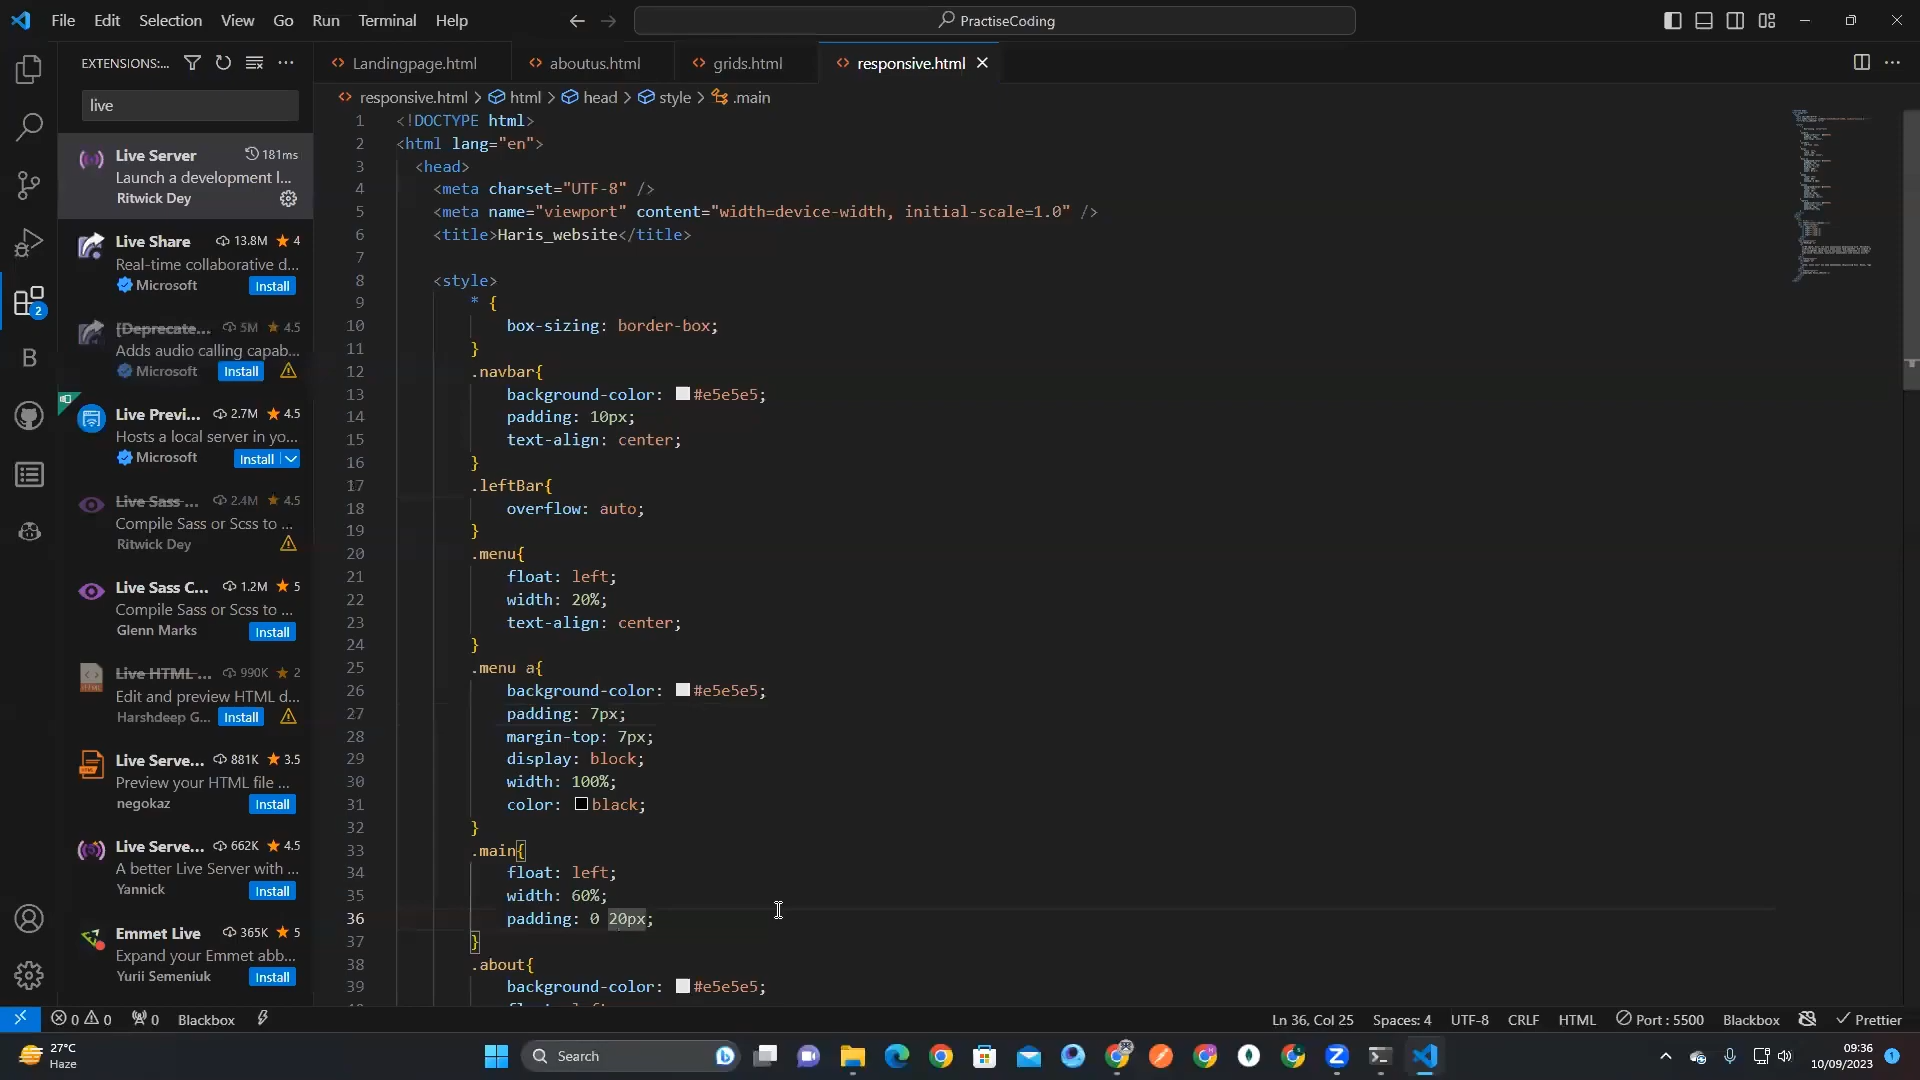 File Edit Selection View Go Run Terminal Help
PractiseCoding
EXTENSIONS:...
live
Live Server 181ms
Launch a development l...
Ritwick Dey
Live Share 13.8M 4
Real-time collaborative d...
Microsoft Install
[Deprecate... 5M 4.5
Adds audio calling capab...
Microsoft Install
Live Previ... 2.7M 4.5
Hosts a local server in yo...
Microsoft Install
Live Sass ... 2.4M 4.5
Compile Sass or Scss to ...
Ritwick Dey
Live Sass C... 1.2M 5
Compile Sass or Scss to ...
Glenn Marks Install
Live HTML ... 990K 2
Edit and preview HTML d...
Harshdeep G... Install
Live Serve... 881K 3.5
Preview your HTML file ...
negokaz Install
Live Serve... 662K 4.5
A better Live Server with ...
Yannick Install
Emmet Live 365K 5
Expand your Emmet abb...
Yurii Semeniuk Install
Landingpage.html aboutus.html grids.html responsive.html
responsive.html > html > head > style > .main
1 <!DOCTYPE html>
2 <html lang="en">
3 <head>
4 <meta charset="UTF-8" />
5 <meta name="viewport" content="width=device-width, initial-scale=1.0" />
6 <title>Haris_website</title>
7
8 <style>
9 * {
10 box-sizing: border-box;
11 }
12 .navbar{
13 background-color: #e5e5e5;
14 padding: 10px;
15 text-align: center;
16 }
17 .leftBar{
18 overflow: auto;
19 }
20 .menu{
21 float: left;
22 width: 20%;
23 text-align: center;
24 }
25 .menu a{
26 background-color: #e5e5e5;
27 padding: 7px;
28 margin-top: 7px;
29 display: block;
30 width: 100%;
31 color: black;
32 }
33 .main{
34 float: left;
35 width: 60%;
36 padding: 0 20px;
37 }
38 .about{
39 background-color: #e5e5e5;
2
B
0 0 0 Blackbox
Ln 36, Col 25 Spaces: 4 UTF-8 CRLF HTML Port : 5500 Blackbox Prettier
27°C
Haze
Search
09:36
10/09/2023
1